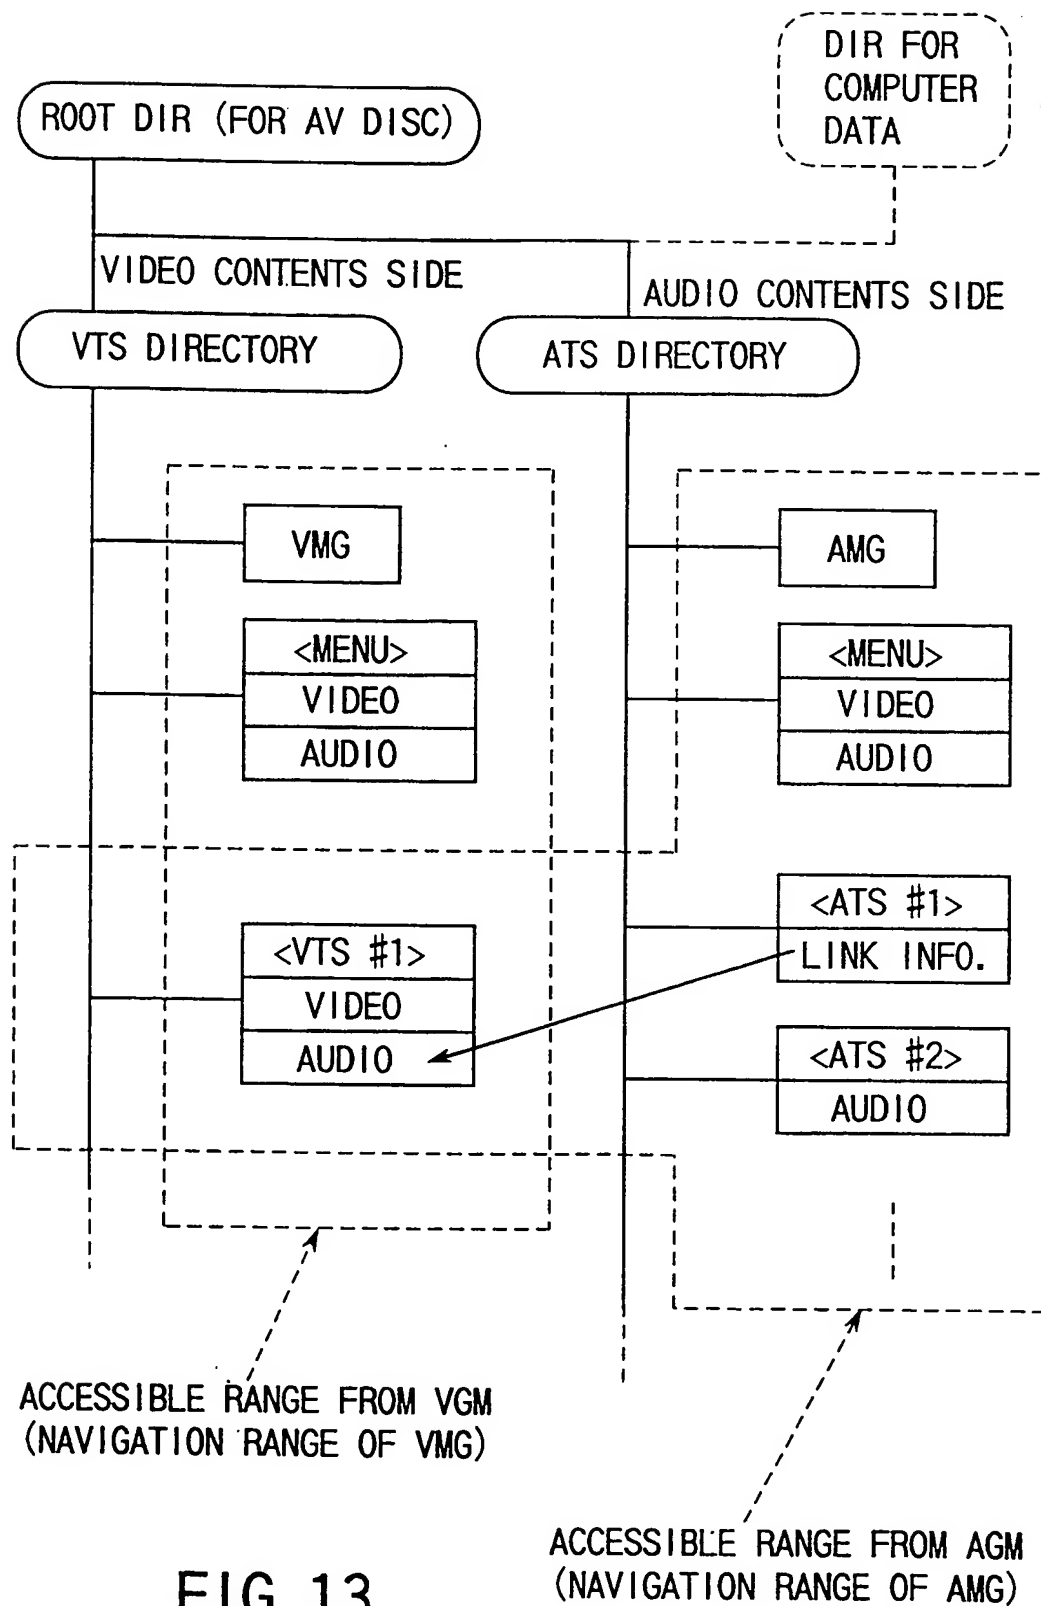 DIR FOR
COMPUTER
DATA
ROOT DIR (FOR AV DISC)
VIDEO CONTENTS SIDE
AUDIO CONTENTS SIDE
VTS DIRECTORY
ATS DIRECTORY
VMG
<MENU>
VIDEO
AUDIO
AMG
<MENU>
VIDEO
AUDIO
<VTS #1>
VIDEO
AUDIO
<ATS #1>
LINK INFO.
<ATS #2>
AUDIO
ACCESSIBLE RANGE FROM VGM
(NAVIGATION RANGE OF VMG)
ACCESSIBLE RANGE FROM AGM
(NAVIGATION RANGE OF AMG)
FIG. 13